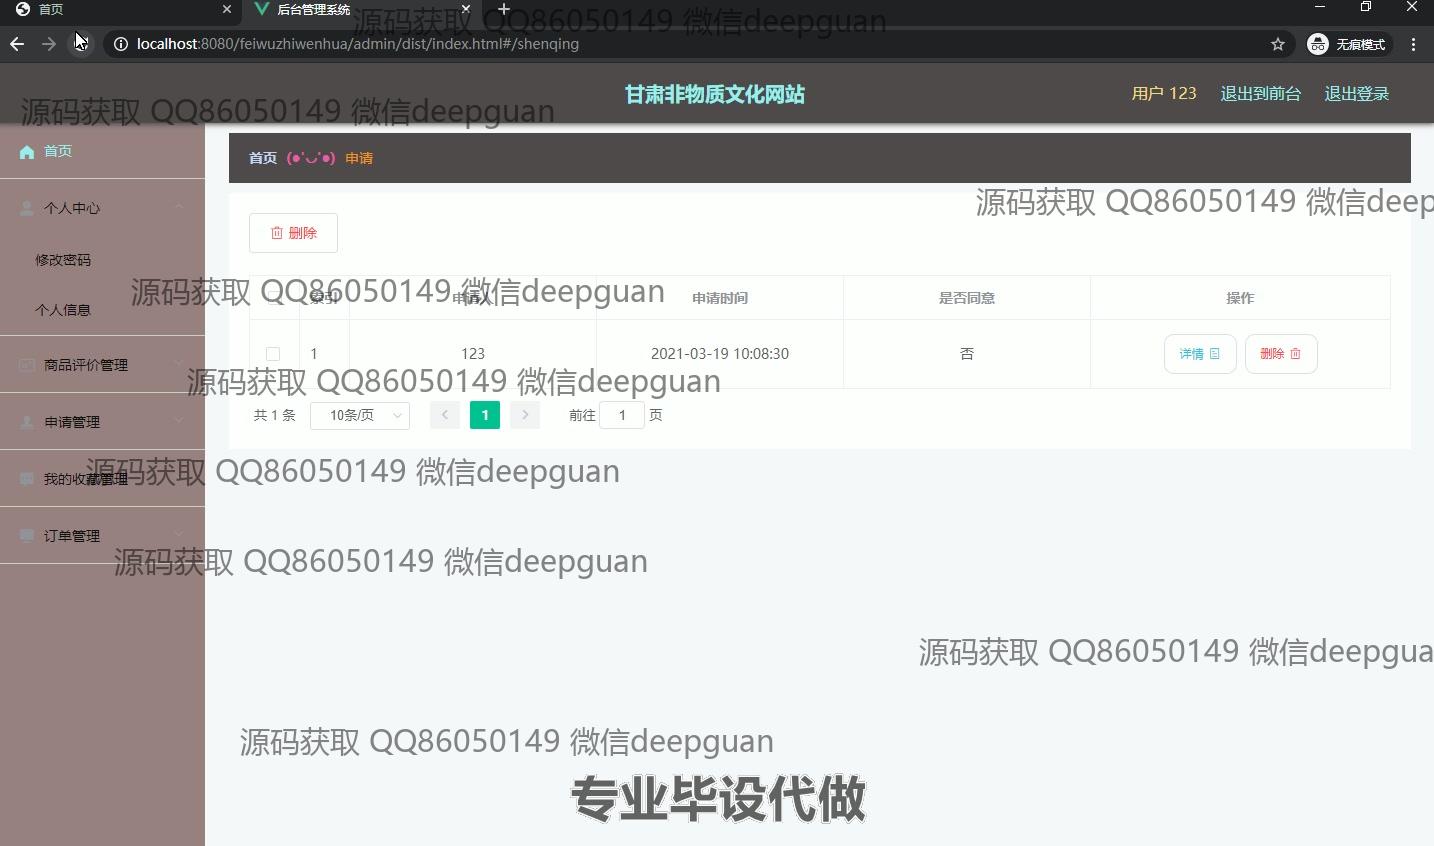 首页
后台管理系统
源码获取 QQ86050149 微信deepguan
localhost:8080/feiwuzhiwenhua/admin/dist/index.html#/shenqing
无痕模式
甘肃非物质文化网站
用户 123 退出到前台 退出登录
源码获取 QQ86050149 微信deepguan
首页
首页 (●'◡'●) 申请
个人中心
源码获取 QQ86050149 微信deep
删除
修改密码
源码获取 QQ86050149 微信deepguan
索引 申请人 申请时间 是否同意 操作
个人信息
1 123 2021-03-19 10:08:30 否 详情 删除
商品评价管理
源码获取 QQ86050149 微信deepguan
共 1 条 10条/页 1 前往 1 页
申请管理
源码获取 QQ86050149 微信deepguan
我的收藏管理
订单管理
源码获取 QQ86050149 微信deepguan
源码获取 QQ86050149 微信deepgua
源码获取 QQ86050149 微信deepguan
专业毕设代做